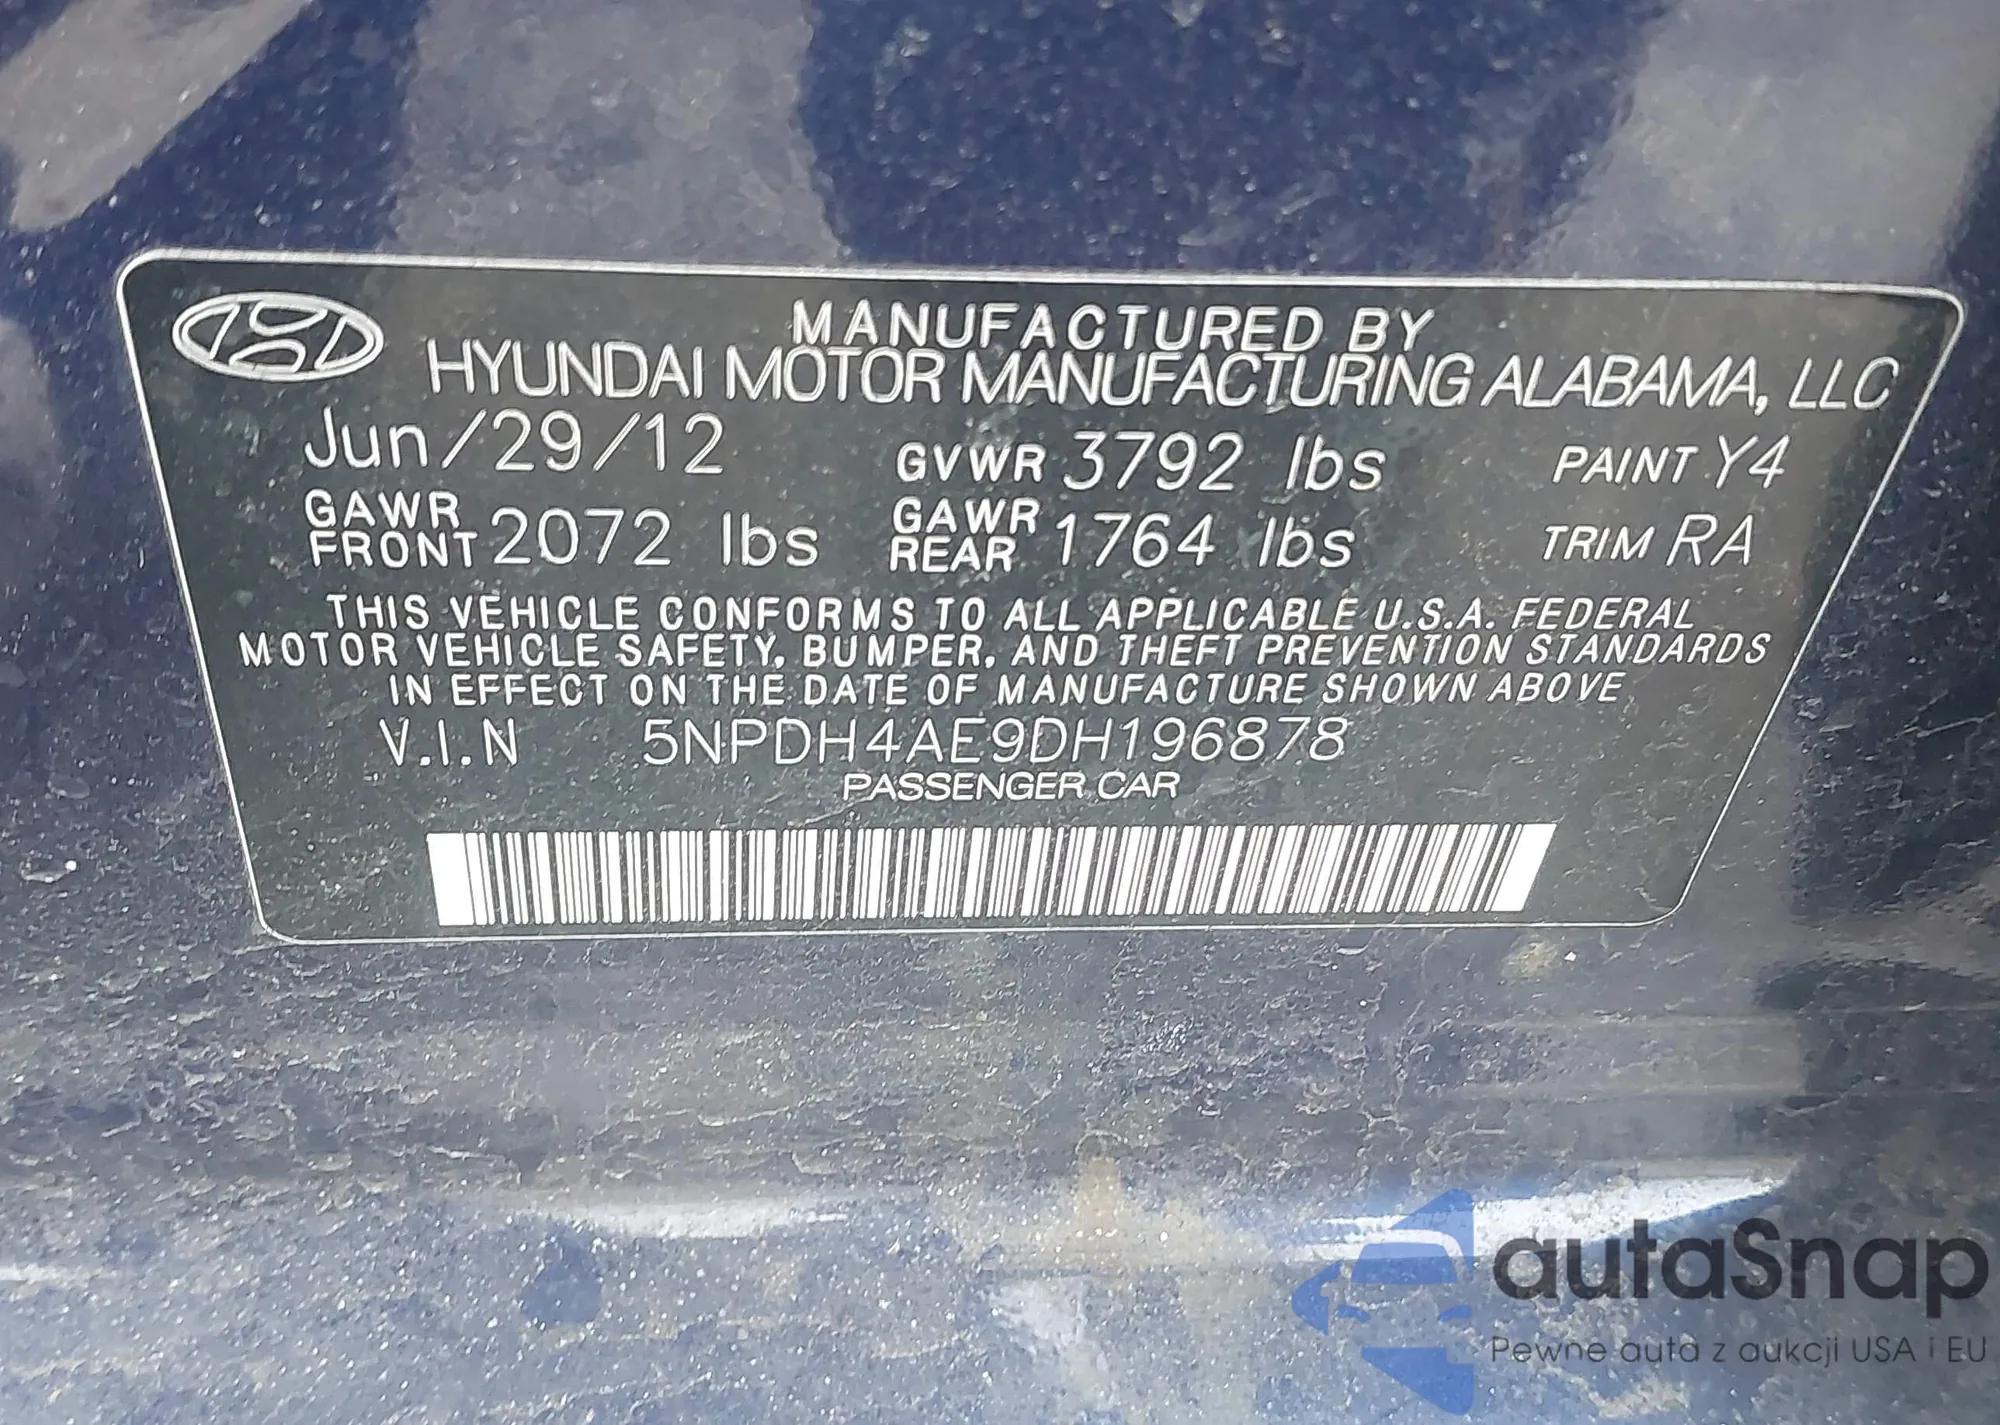 MANUFACTURED BY
HYUNDAI MOTOR MANUFACTURING ALABAMA, LLC
Jun/29/12 GVWR 3792 lbs PAINT Y4
GAWR FRONT 2072 lbs GAWR REAR 1764 lbs TRIM RA
THIS VEHICLE CONFORMS TO ALL APPLICABLE U.S.A. FEDERAL
MOTOR VEHICLE SAFETY, BUMPER, AND THEFT PREVENTION STANDARDS
IN EFFECT ON THE DATE OF MANUFACTURE SHOWN ABOVE
V.I.N 5NPDH4AE9DH196878
PASSENGER CAR
autaSnap
Pewne auta z aukcji USA i EU